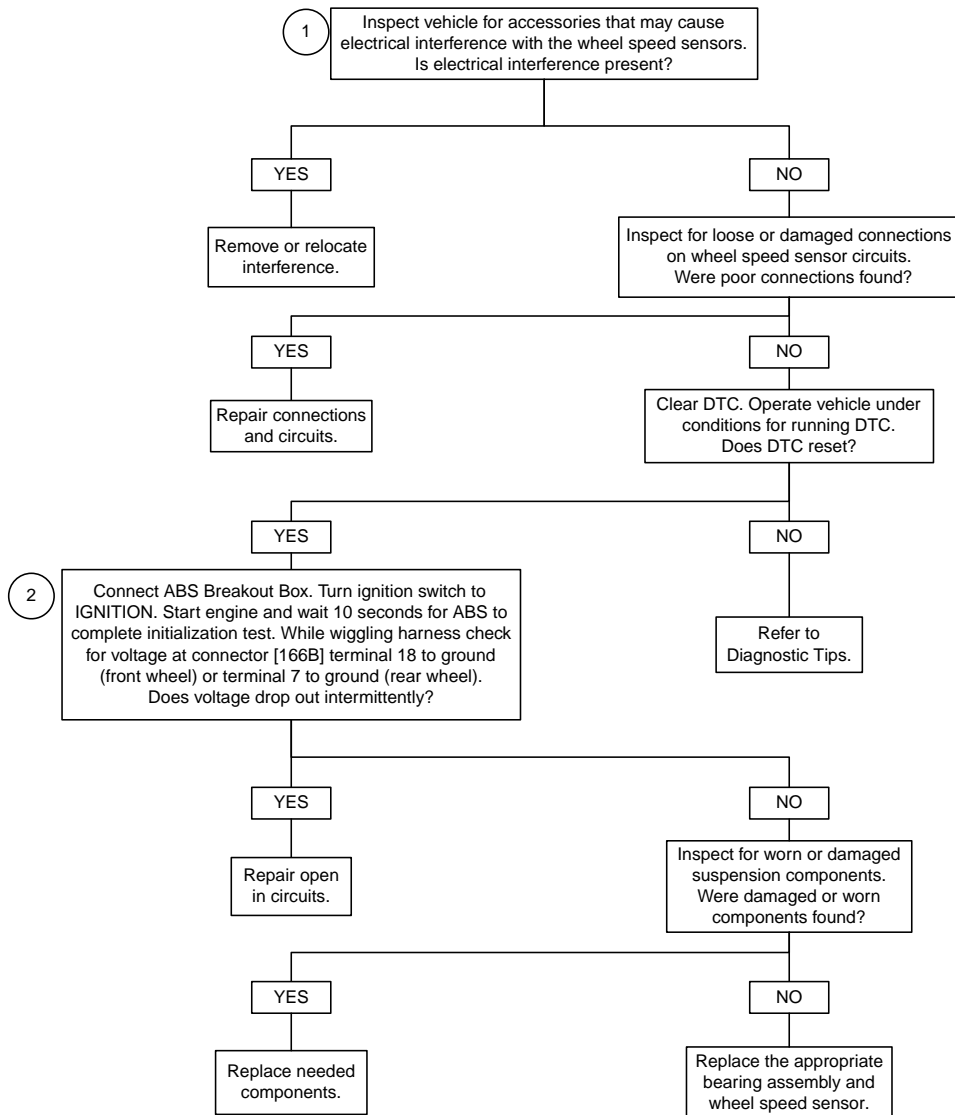 1
Inspect vehicle for accessories that may cause
electrical interference with the wheel speed sensors.
Is electrical interference present?
YES
NO
Remove or relocate
interference.
Inspect for loose or damaged connections
on wheel speed sensor circuits.
Were poor connections found?
YES
NO
Repair connections
and circuits.
Clear DTC. Operate vehicle under
conditions for running DTC.
Does DTC reset?
YES
NO
2
Connect ABS Breakout Box. Turn ignition switch to
IGNITION. Start engine and wait 10 seconds for ABS to
complete initialization test. While wiggling harness check
for voltage at connector [166B] terminal 18 to ground
(front wheel) or terminal 7 to ground (rear wheel).
Does voltage drop out intermittently?
Refer to
Diagnostic Tips.
YES
NO
Repair open
in circuits.
Inspect for worn or damaged
suspension components.
Were damaged or worn
components found?
YES
NO
Replace needed
components.
Replace the appropriate
bearing assembly and
wheel speed sensor.